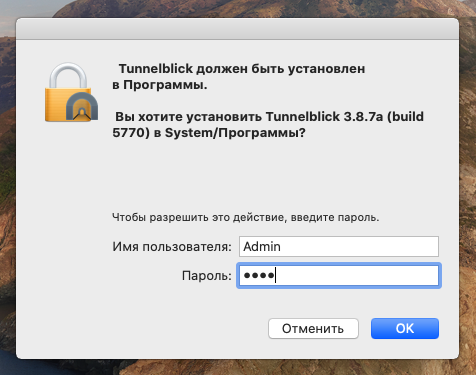 Tunnelblick должен быть установлен
в Программы.
Вы хотите установить Tunnelblick 3.8.7a (build
5770) в System/Программы?
Чтобы разрешить это действие, введите пароль.
Имя пользователя: Admin
Пароль: ●●●●
Отменить OK